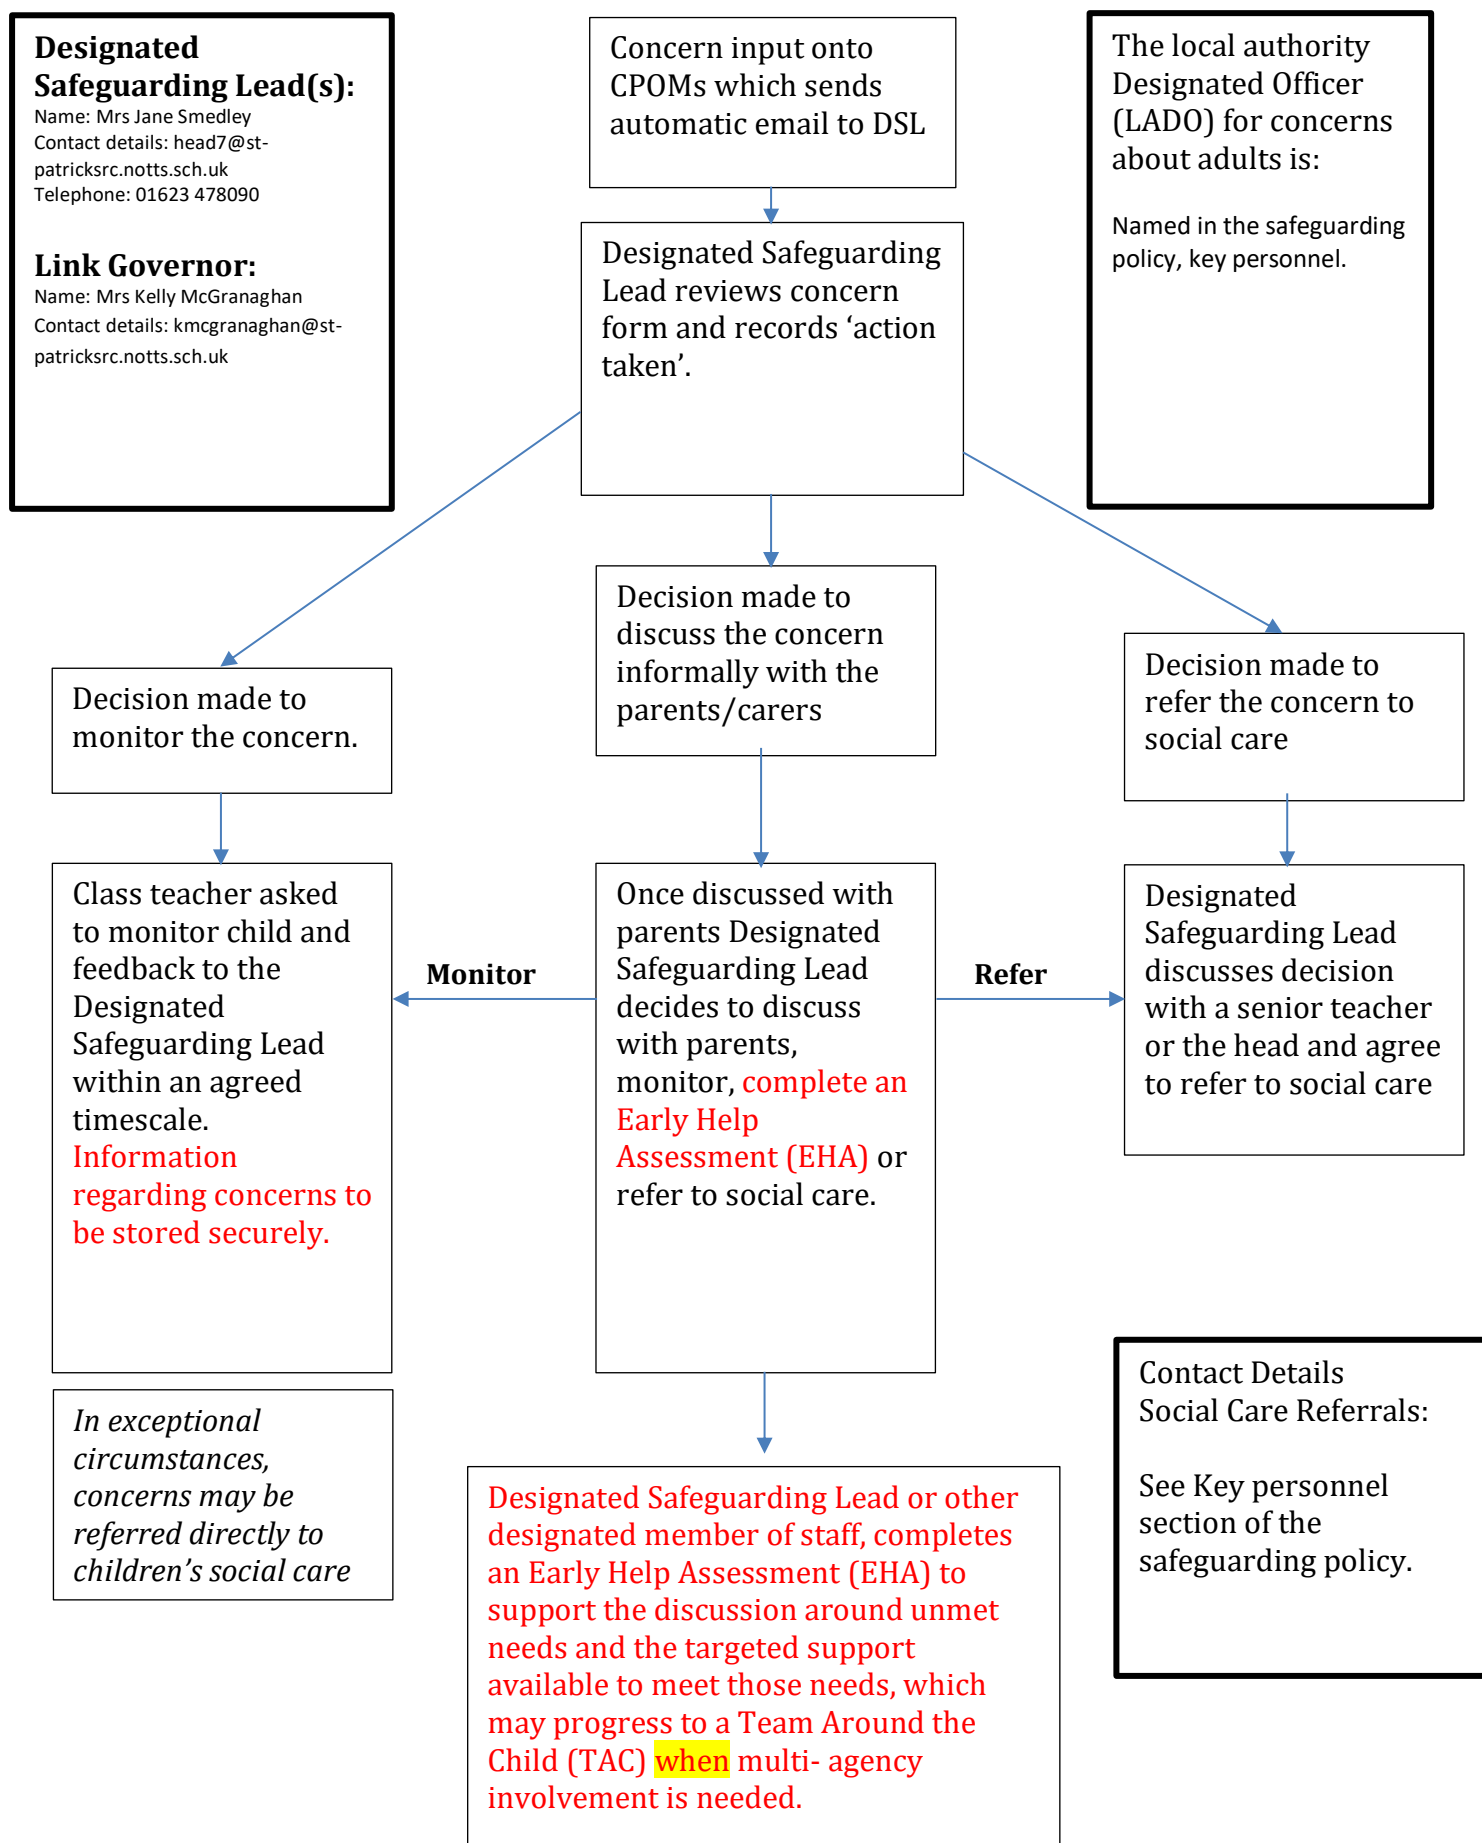 Designated
Safeguarding Lead(s):
Name: Mrs Jane Smedley
Contact details: head7@st-
patricksrc.notts.sch.uk
Telephone: 01623 478090
Link Governor:
Name: Mrs Kelly McGranaghan
Contact details: kmcgranaghan@st-
patricksrc.notts.sch.uk
Concern input onto
CPOMs which sends
automatic email to DSL
The local authority
Designated Officer
(LADO) for concerns
about adults is:
Named in the safeguarding
policy, key personnel.
Designated Safeguarding
Lead reviews concern
form and records ‘action
taken’.
Decision made to
monitor the concern.
Decision made to
discuss the concern
informally with the
parents/carers
Decision made to
refer the concern to
social care
Class teacher asked
to monitor child and
feedback to the
Designated
Safeguarding Lead
within an agreed
timescale.
Information
regarding concerns to
be stored securely.
Monitor
Once discussed with
parents Designated
Safeguarding Lead
decides to discuss
with parents,
monitor, complete an
Early Help
Assessment (EHA) or
refer to social care.
Refer
Designated
Safeguarding Lead
discusses decision
with a senior teacher
or the head and agree
to refer to social care
In exceptional
circumstances,
concerns may be
referred directly to
children’s social care
Designated Safeguarding Lead or other
designated member of staff, completes
an Early Help Assessment (EHA) to
support the discussion around unmet
needs and the targeted support
available to meet those needs, which
may progress to a Team Around the
Child (TAC) when multi- agency
involvement is needed.
Contact Details
Social Care Referrals:
See Key personnel
section of the
safeguarding policy.